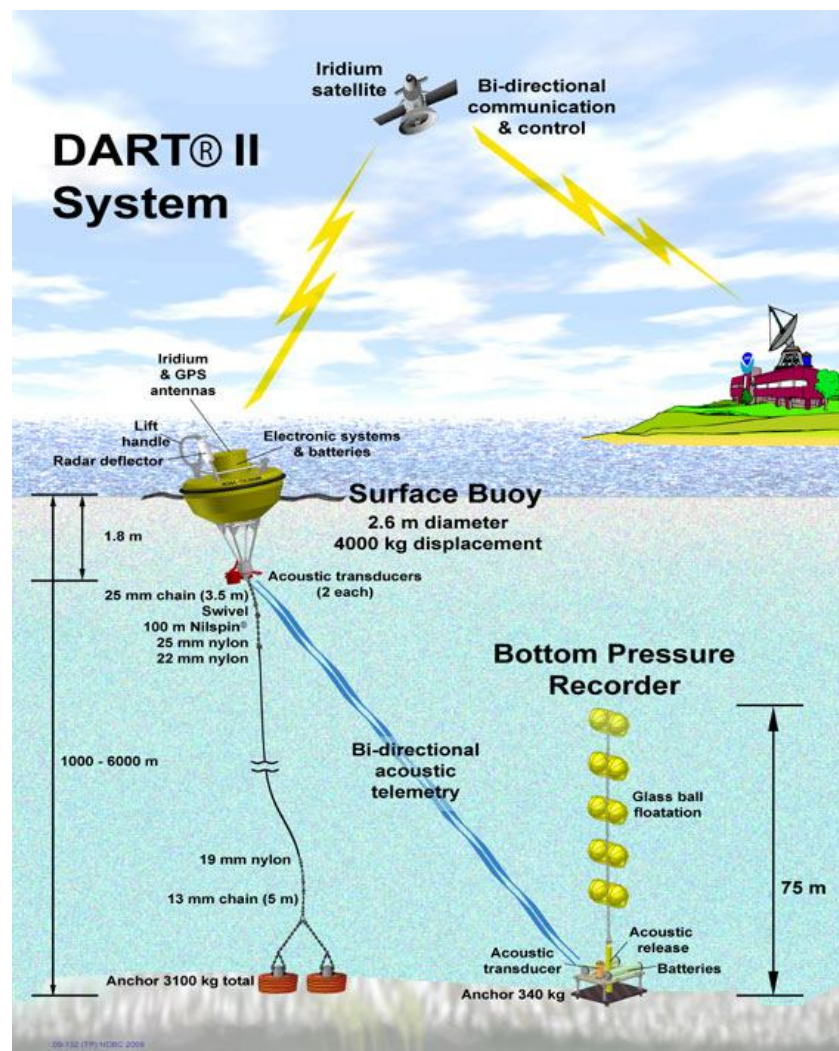 Iridium
satellite
Bi-directional
communication
& control
DART® II
System
Iridium
& GPS
antennas
Lift
handle
Radar deflector
Electronic systems
& batteries
Surface Buoy
2.6 m diameter
4000 kg displacement
1.8 m
Acoustic transducers
(2 each)
25 mm chain (3.5 m)
Swivel
100 m Nilspin®
25 mm nylon
22 mm nylon
Bottom Pressure
Recorder
1000 - 6000 m
Bi-directional
acoustic
telemetry
Glass ball
floatation
19 mm nylon
13 mm chain (5 m)
75 m
Acoustic
release
Acoustic
transducer
Batteries
Anchor 3100 kg total
Anchor 340 kg